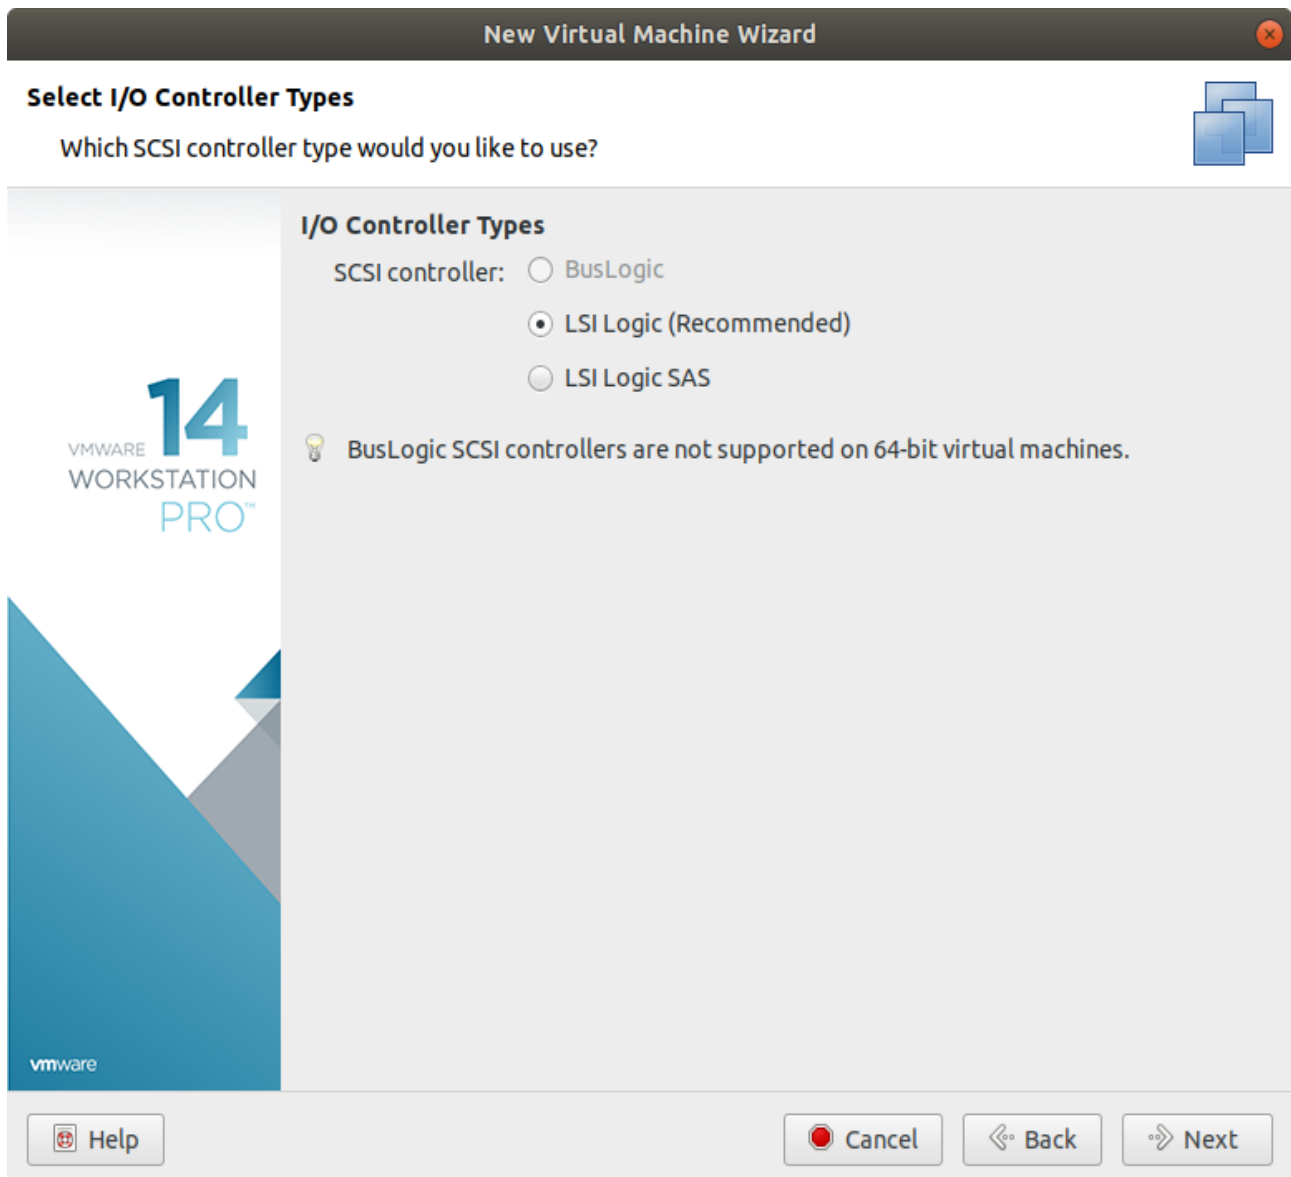 New Virtual Machine Wizard
Select I/O Controller Types
Which SCSI controller type would you like to use?
I/O Controller Types
SCSI controller:
BusLogic
LSI Logic (Recommended)
LSI Logic SAS
BusLogic SCSI controllers are not supported on 64-bit virtual machines.
VMWARE 14
WORKSTATION
PRO™
vmware
Help
Cancel
Back
Next